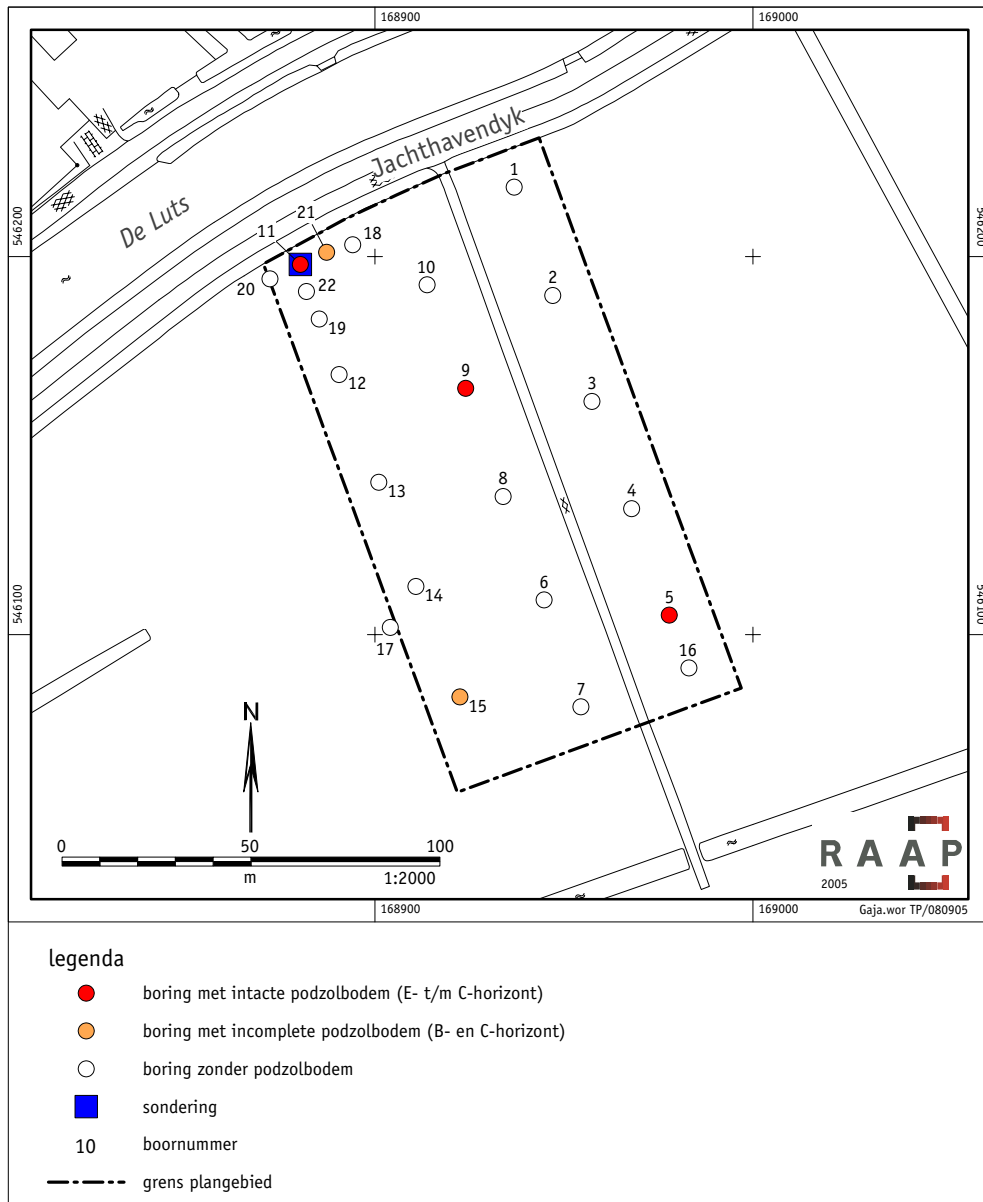 168900
169000
546200
546200
Jachthavendyk
De Luts
1
21
18
11
10
20
22
2
19
9
12
3
13
8
4
546100
546100
14
6
5
17
16
15
7
N
0
50
100
m
1:2000
RAAP
2005
168900
169000
Gaja.wor TP/080905
legenda
boring met intacte podzolbodem (E- t/m C-horizont)
boring met incomplete podzolbodem (B- en C-horizont)
boring zonder podzolbodem
sondering
10 boornummer
grens plangebied